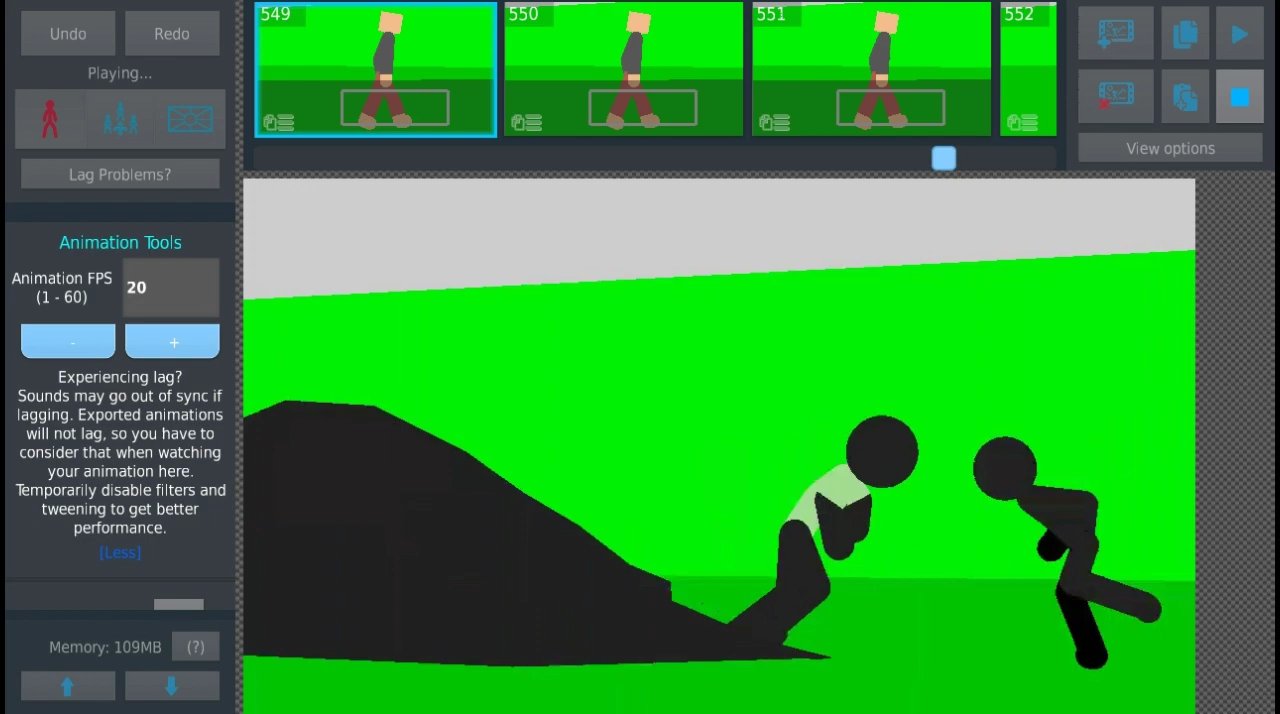 Undo
Redo
Playing...
Lag Problems?
549
550
551
552
View options
Animation Tools
Animation FPS
(1 - 60)
20
-
+
Experiencing lag?
Sounds may go out of sync if
lagging. Exported animations
will not lag, so you have to
consider that when watching
your animation here.
Temporarily disable filters and
tweening to get better
performance.
[Less]
Memory: 109MB
(?)